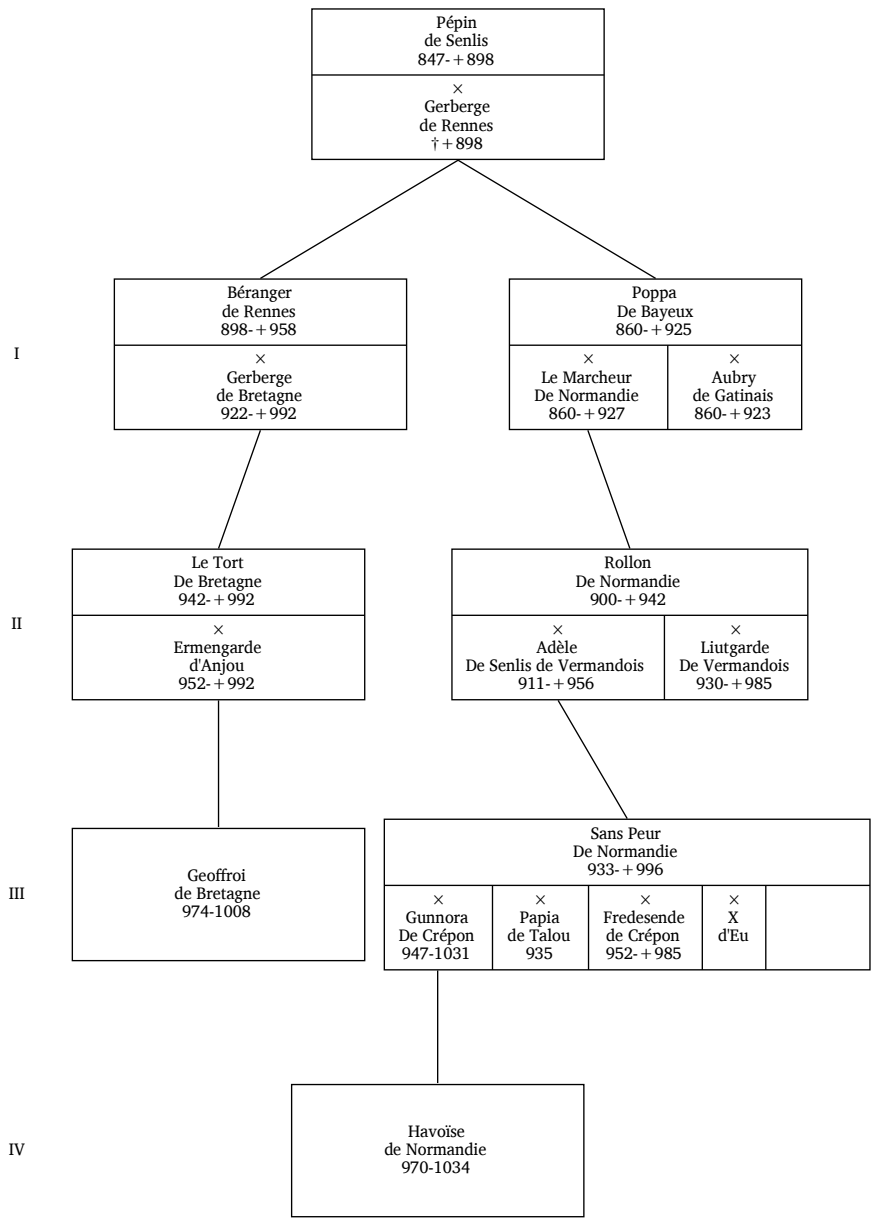 Pépin
de Senlis
847-+898
×
Gerberge
de Rennes
†+898
I
Béranger
de Rennes
898-+958
×
Gerberge
de Bretagne
922-+992
Poppa
De Bayeux
860-+925
×
Le Marcheur
De Normandie
860-+927
×
Aubry
de Gatinais
860-+923
II
Le Tort
De Bretagne
942-+992
×
Ermengarde
d'Anjou
952-+992
Rollon
De Normandie
900-+942
×
Adèle
De Senlis de Vermandois
911-+956
×
Liutgarde
De Vermandois
930-+985
III
Geoffroi
de Bretagne
974-1008
Sans Peur
De Normandie
933-+996
×
Gunnora
De Crépon
947-1031
×
Papia
de Talou
935
×
Fredesende
de Crépon
952-+985
×
X
d'Eu
IV
Havoïse
de Normandie
970-1034